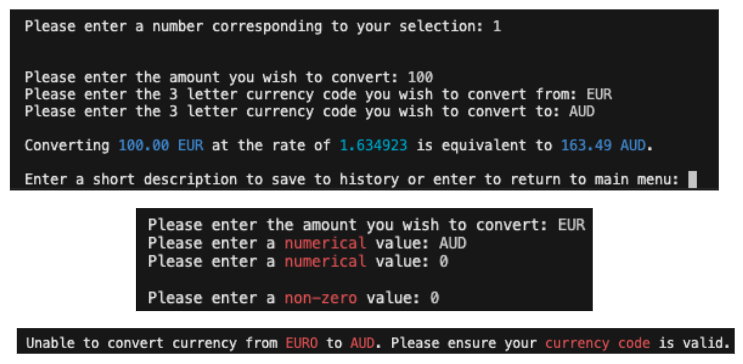 Please enter a number corresponding to your selection: 1
Please enter the amount you wish to convert: 100
Please enter the 3 letter currency code you wish to convert from: EUR
Please enter the 3 letter currency code you wish to convert to: AUD
Converting 100.00 EUR at the rate of 1.634923 is equivalent to 163.49 AUD.
Enter a short description to save to history or enter to return to main menu:
Please enter the amount you wish to convert: EUR
Please enter a numerical value: AUD
Please enter a numerical value: 0
Please enter a non-zero value: 0
Unable to convert currency from EURO to AUD. Please ensure your currency code is valid.